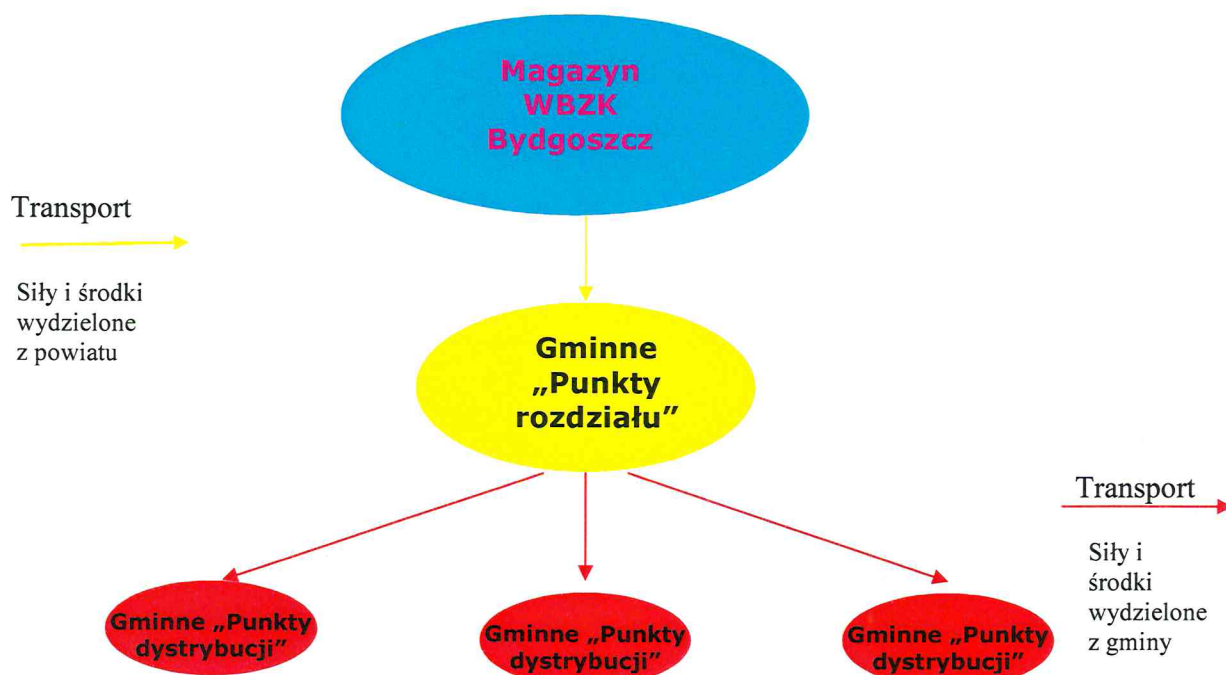 Magazyn
WBZK
Bydgoszcz
Transport
Siły i środki
wydzielone
z powiatu
Gminne
„Punkty
rozdziału”
Transport
Siły i
środki
wydzielone
z gminy
Gminne „Punkty
dystrybucji”
Gminne „Punkty
dystrybucji”
Gminne „Punkty
dystrybucji”